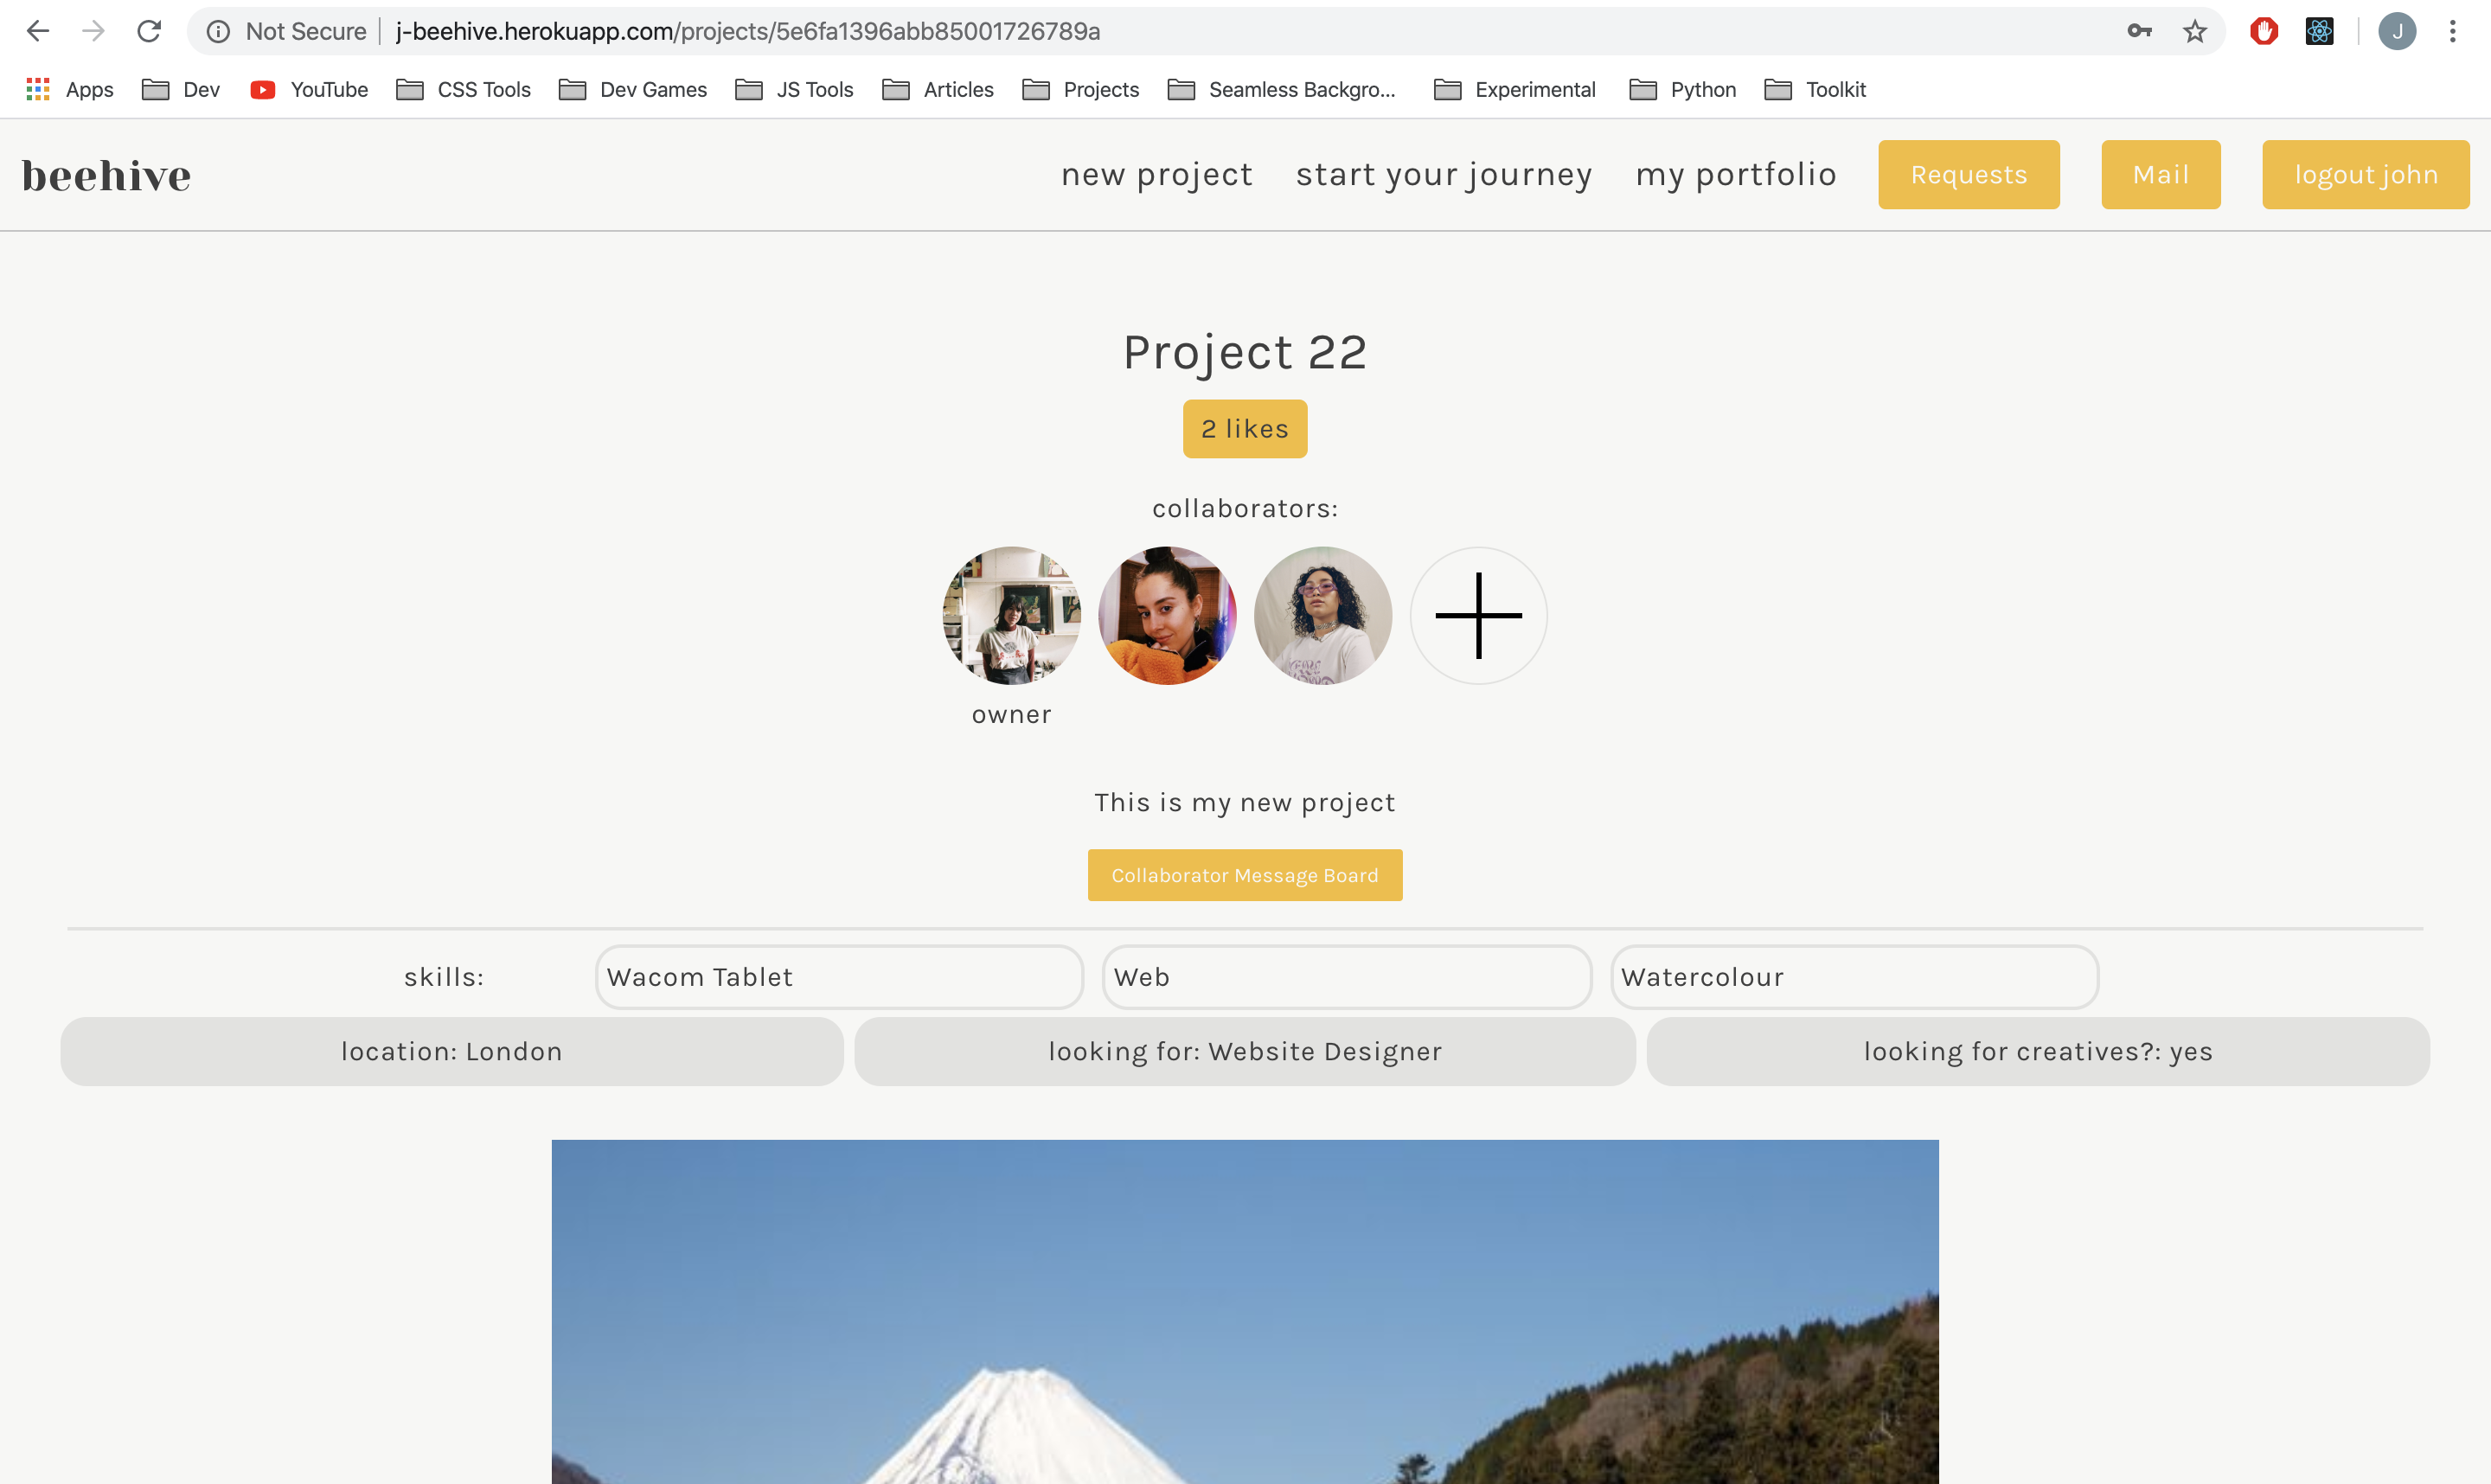 Not Secure | j-beehive.herokuapp.com/projects/5e6fa1396abb85001726789a
J
Apps Dev YouTube CSS Tools Dev Games JS Tools Articles Projects Seamless Backgro... Experimental Python Toolkit
beehive new project start your journey my portfolio Requests Mail logout john
Project 22
2 likes
collaborators:
owner
This is my new project
Collaborator Message Board
skills: Wacom Tablet Web Watercolour
location: London looking for: Website Designer looking for creatives?: yes